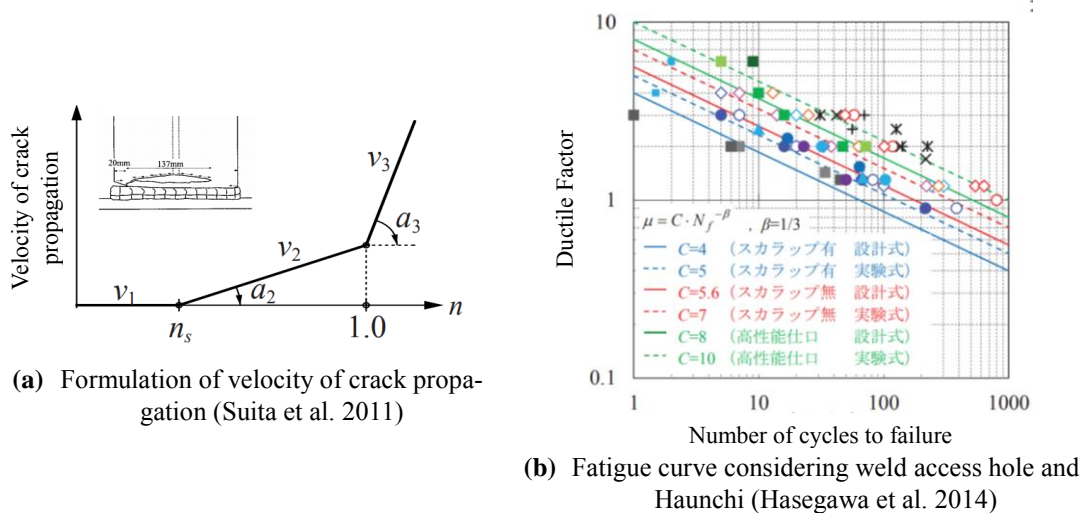 Velocity of crack
propagation
20mm
137mm
v₁
v₂
v₃
a₂
a₃
nₛ
1.0
n
(a) Formulation of velocity of crack propa-
gation (Suita et al. 2011)
Ductile Factor
10
1
0.1
μ = C · N_f^{-β} , β=1/3
C=4 (スカラップ有 設計式)
C=5 (スカラップ有 実験式)
C=5.6 (スカラップ無 設計式)
C=7 (スカラップ無 実験式)
C=8 (高性能仕口 設計式)
C=10 (高性能仕口 実験式)
1 10 100 1000
Number of cycles to failure
(b) Fatigue curve considering weld access hole and
Haunchi (Hasegawa et al. 2014)